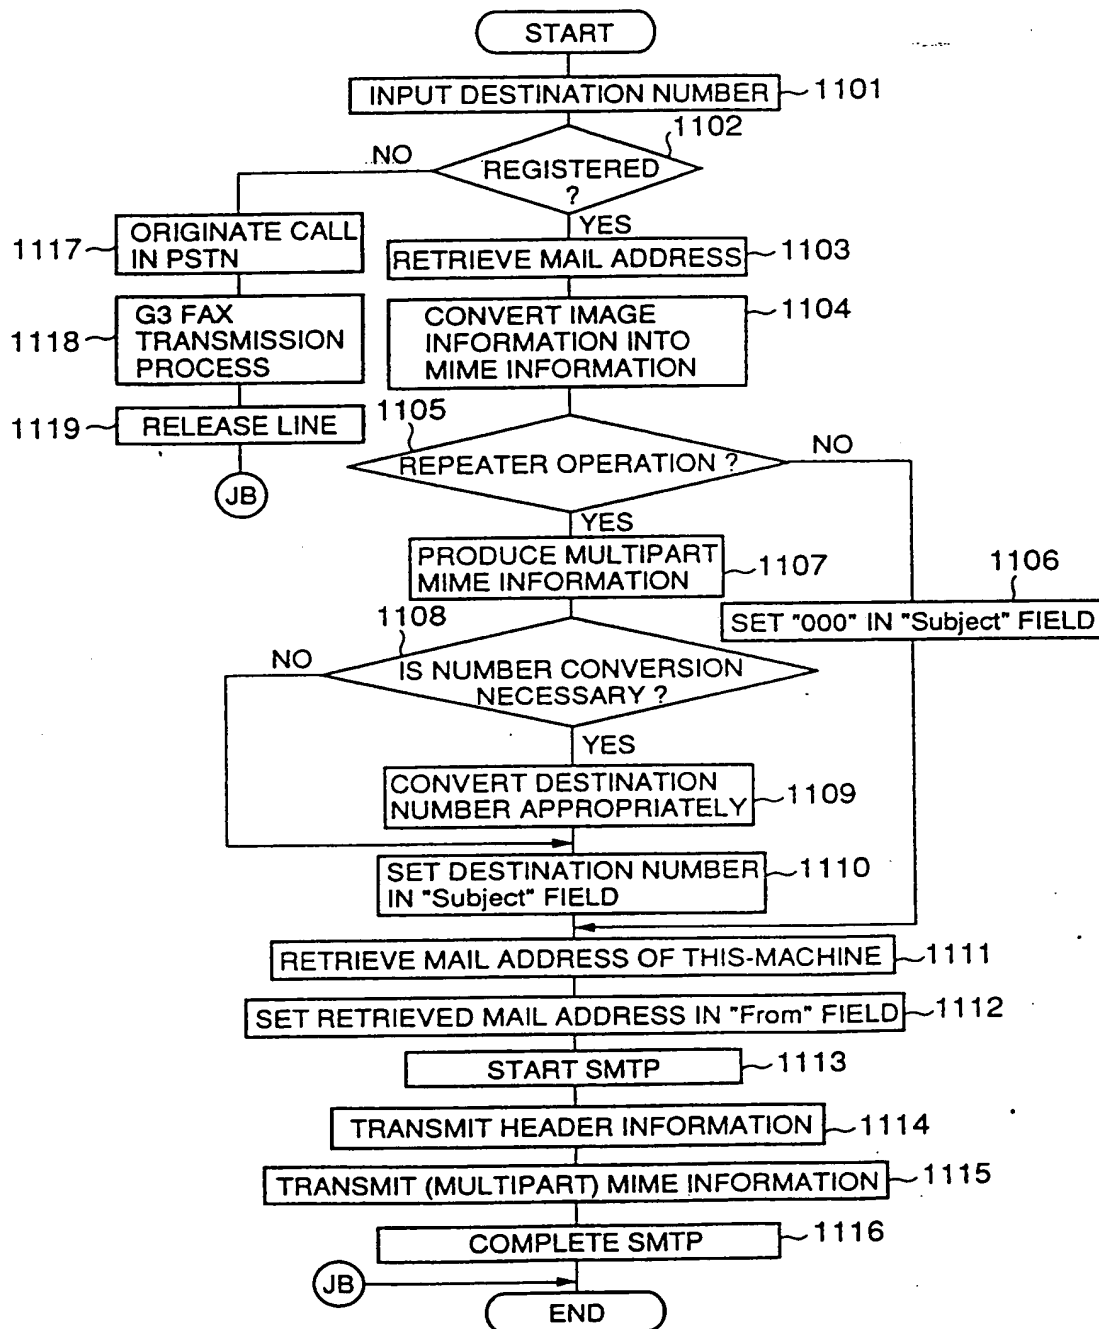 START
INPUT DESTINATION NUMBER
1101
1102
NO
REGISTERED
?
YES
1117
ORIGINATE CALL
IN PSTN
RETRIEVE MAIL ADDRESS
1103
1118
G3 FAX
TRANSMISSION
PROCESS
CONVERT IMAGE
INFORMATION INTO
MIME INFORMATION
1104
1119
RELEASE LINE
JB
1105
REPEATER OPERATION ?
NO
YES
PRODUCE MULTIPART
MIME INFORMATION
1107
1106
SET "000" IN "Subject" FIELD
1108
NO
IS NUMBER CONVERSION
NECESSARY ?
YES
CONVERT DESTINATION
NUMBER APPROPRIATELY
1109
SET DESTINATION NUMBER
IN "Subject" FIELD
1110
RETRIEVE MAIL ADDRESS OF THIS-MACHINE
1111
SET RETRIEVED MAIL ADDRESS IN "From" FIELD
1112
START SMTP
1113
TRANSMIT HEADER INFORMATION
1114
TRANSMIT (MULTIPART) MIME INFORMATION
1115
COMPLETE SMTP
1116
JB
END